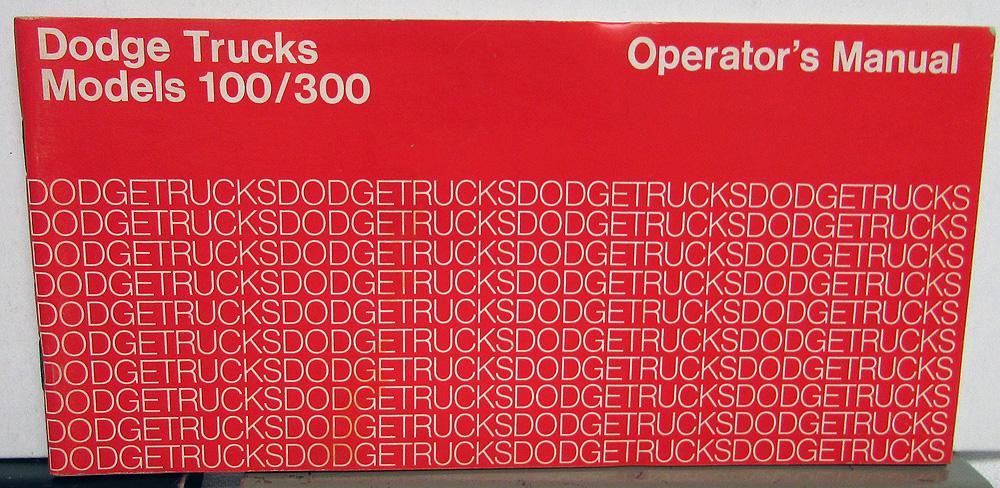 Dodge Trucks
Models 100/300
Operator's Manual
DODGETRUCKSDODGETRUCKSDODGETRUCKSDODGETRUCKS
DODGETRUCKSDODGETRUCKSDODGETRUCKSDODGETRUCKS
DODGETRUCKSDODGETRUCKSDODGETRUCKSDODGETRUCKS
DODGETRUCKSDODGETRUCKSDODGETRUCKSDODGETRUCKS
DODGETRUCKSDODGETRUCKSDODGETRUCKSDODGETRUCKS
DODGETRUCKSDODGETRUCKSDODGETRUCKSDODGETRUCKS
DODGETRUCKSDODGETRUCKSDODGETRUCKSDODGETRUCKS
DODGETRUCKSDODGETRUCKSDODGETRUCKSDODGETRUCKS
DODGETRUCKSDODGETRUCKSDODGETRUCKSDODGETRUCKS
DODGETRUCKSDODGETRUCKSDODGETRUCKSDODGETRUCKS